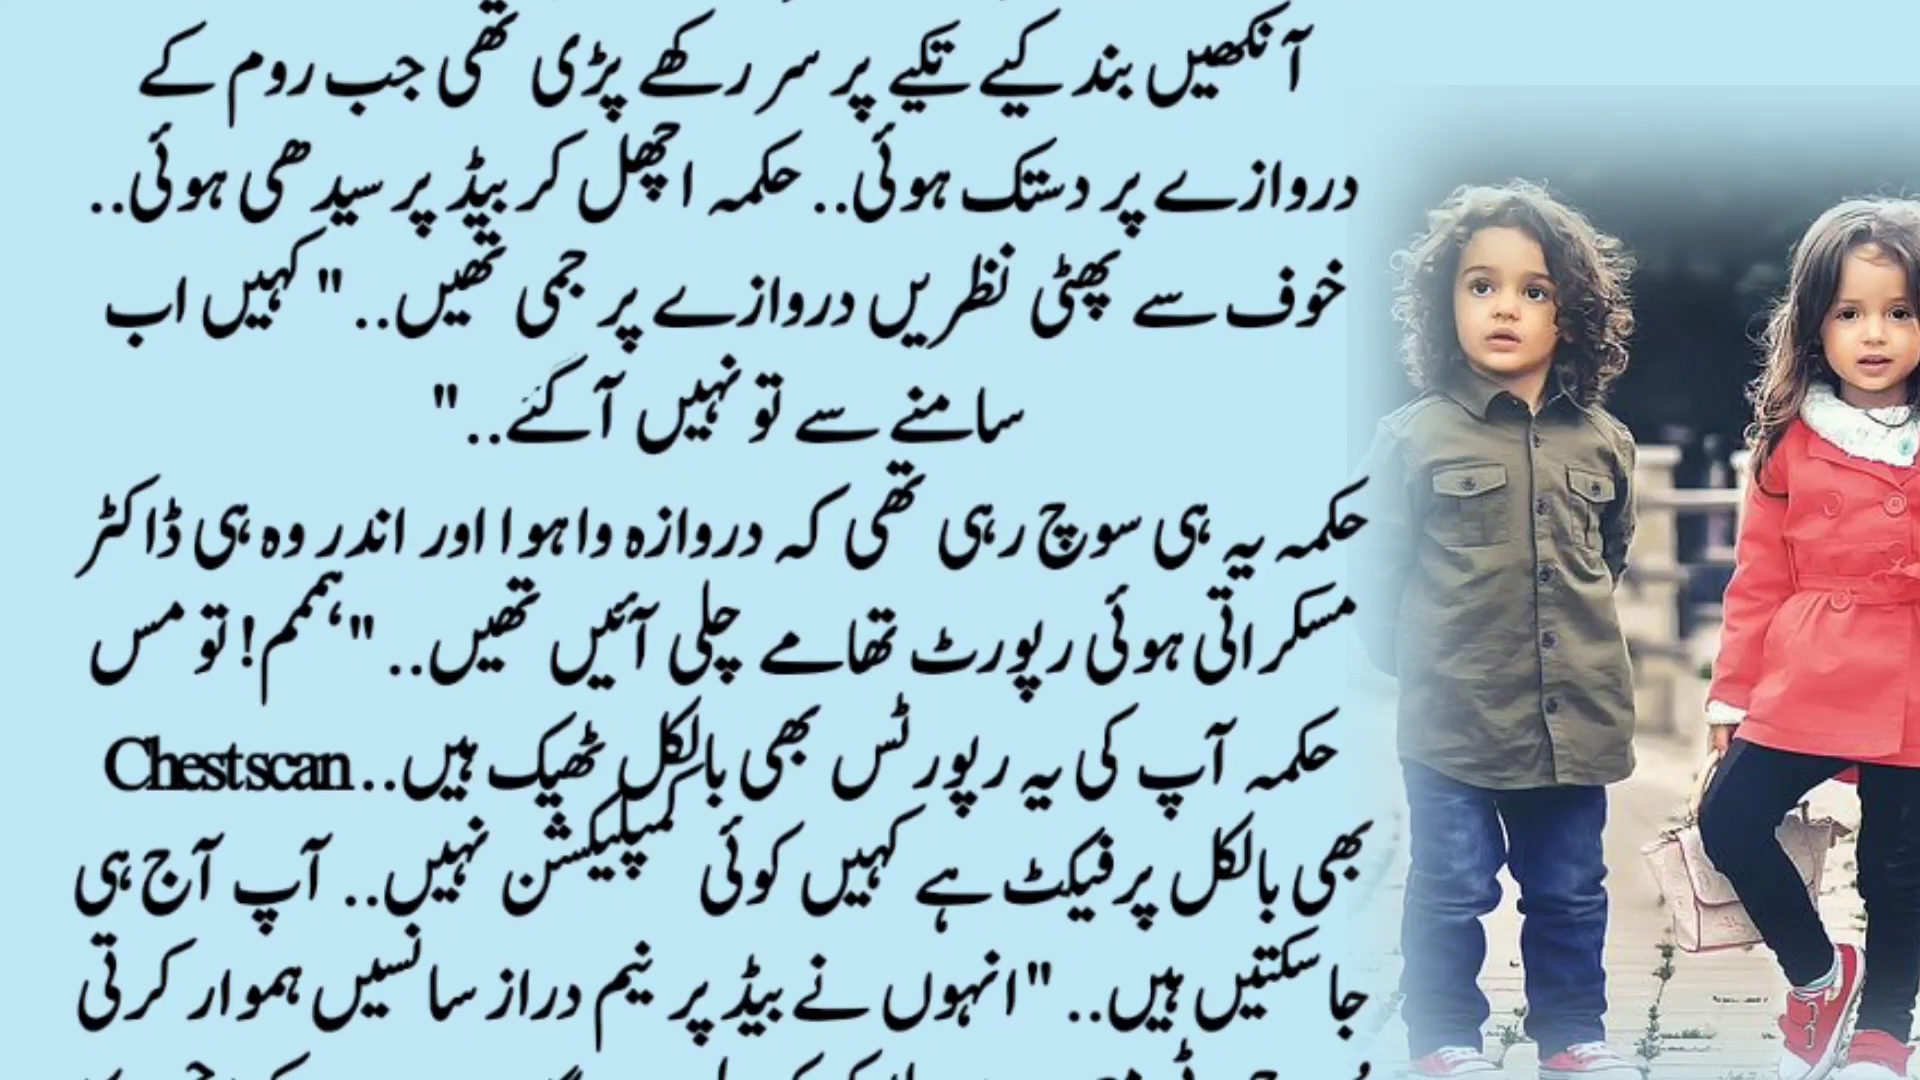 آنکھیں بند کیے تکیے پر سر رکھے پڑی تھی جب روم کے
دروازے پر دستک ہوئی.. حکمہ اچھل کر بیڈ پر سیدھی ہوئی..
خوف سے پھٹی نظریں دروازے پر جمی تھیں.. " کہیں اب
سامنے سے تو نہیں آ گئے.. "
حکمہ یہ ہی سوچ رہی تھی کہ دروازہ وا ہوا اور اندر وہ ہی ڈاکٹر
مسکراتی ہوئی رپورٹ تھامے چلی آئیں تھیں.. "ہممم! تو مس
حکمہ آپ کی یہ رپورٹس بھی بالکل ٹھیک ہیں.. Chest scan
بھی بالکل پرفیکٹ ہے کہیں کوئی کمپلیکشن نہیں.. آپ آج ہی
جا سکتیں ہیں.. "انہوں نے بیڈ پر نیم دراز سانسیں ہموار کرتی